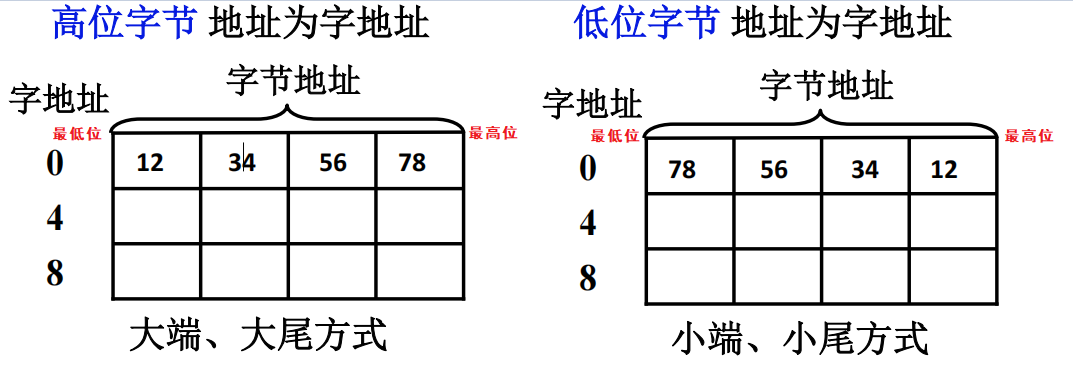 高位字节 地址为字地址
字地址
字节地址
最低位
最高位
0 12 34 56 78
4
8
大端、大尾方式
低位字节 地址为字地址
字地址
字节地址
最低位
最高位
0 78 56 34 12
4
8
小端、小尾方式